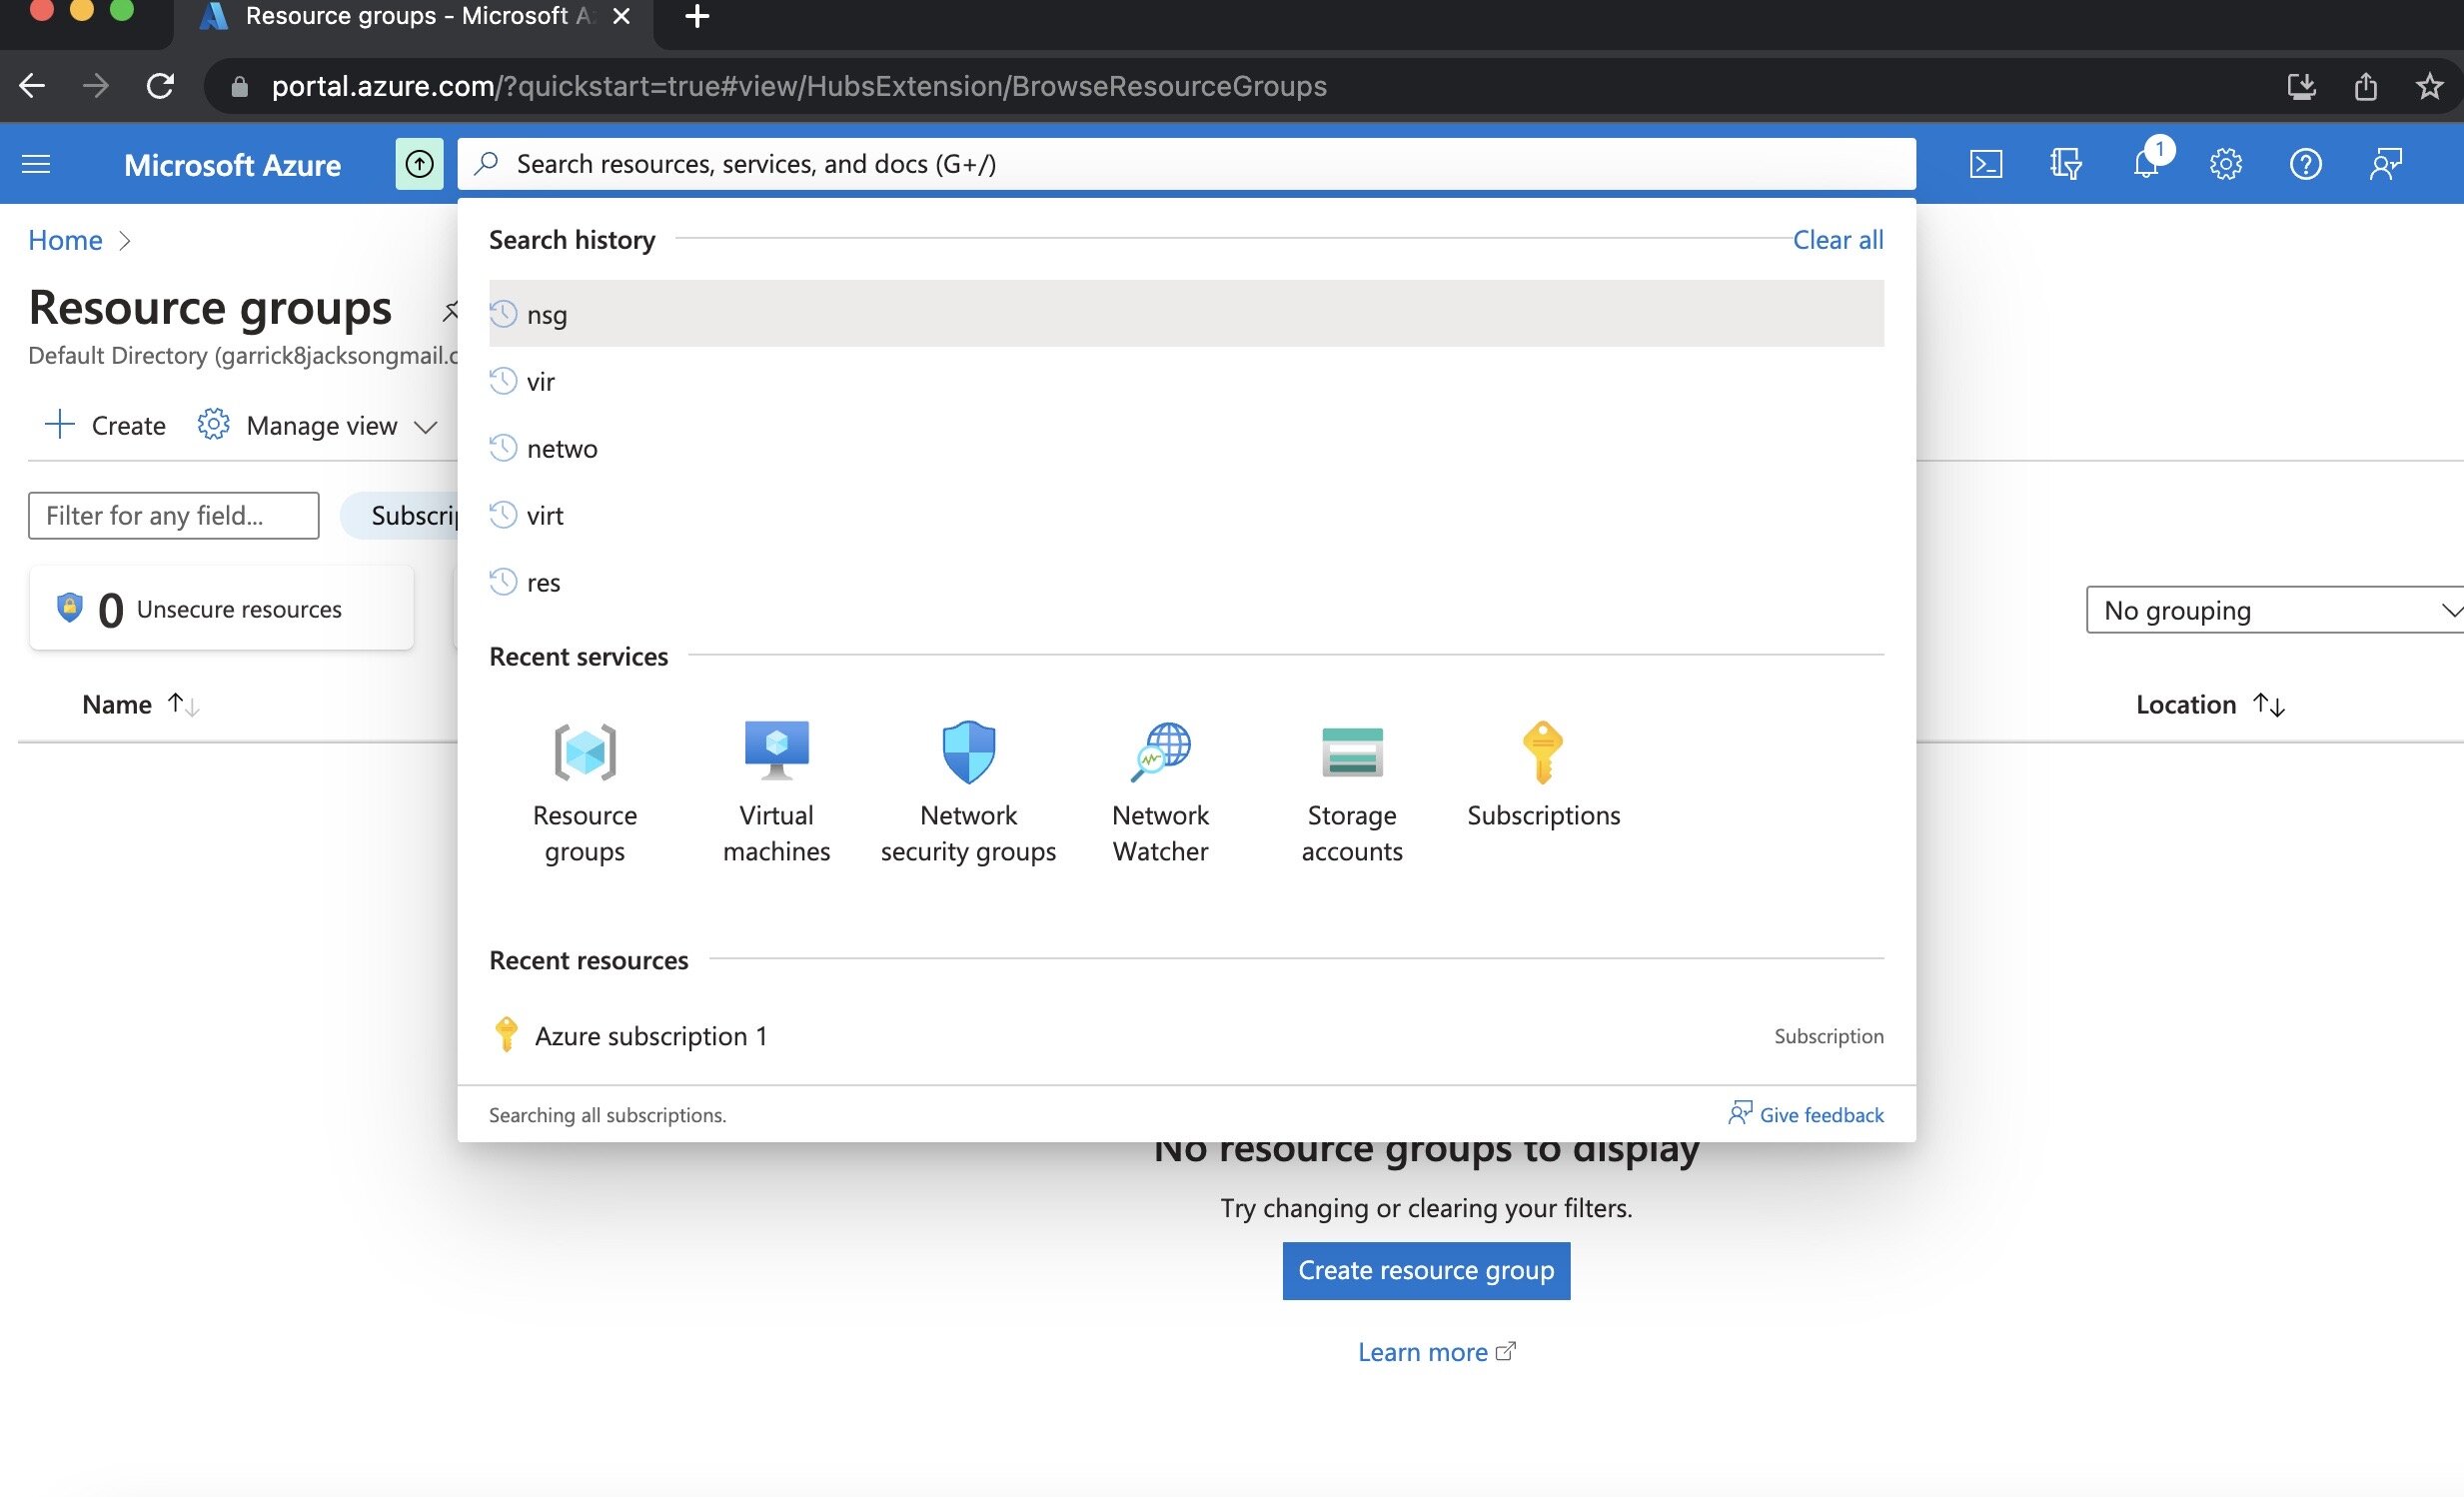 Resource groups - Microsoft A
portal.azure.com/?quickstart=true#view/HubsExtension/BrowseResourceGroups
Microsoft Azure
Search resources, services, and docs (G+/)
1
Home
Search history
Clear all
Resource groups
Default Directory (garrick8jacksongmail.c
nsg
vir
Create
Manage view
netwo
Filter for any field...
Subscrip
virt
res
0 Unsecure resources
No grouping
Recent services
Name
Location
Resource groups
Virtual machines
Network security groups
Network Watcher
Storage accounts
Subscriptions
Recent resources
Azure subscription 1
Subscription
Searching all subscriptions.
Give feedback
No resource groups to display
Try changing or clearing your filters.
Create resource group
Learn more